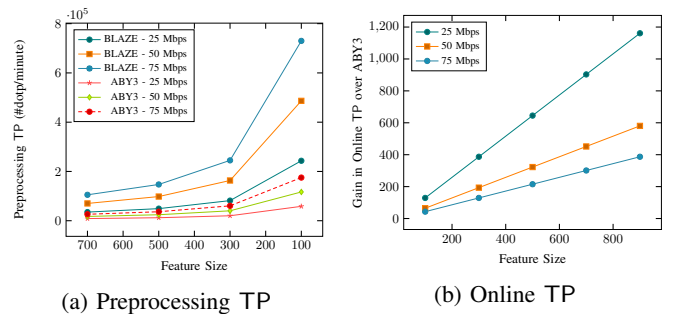 ·10⁵
8
6
4
2
0
Preprocessing TP (#dotp/minute)
BLAZE - 25 Mbps
BLAZE - 50 Mbps
BLAZE - 75 Mbps
ABY3 - 25 Mbps
ABY3 - 50 Mbps
ABY3 - 75 Mbps
700 600 500 400 300 200 100
Feature Size
(a) Preprocessing TP
1,200
1,000
800
600
400
200
0
Gain in Online TP over ABY3
25 Mbps
50 Mbps
75 Mbps
200 400 600 800
Feature Size
(b) Online TP